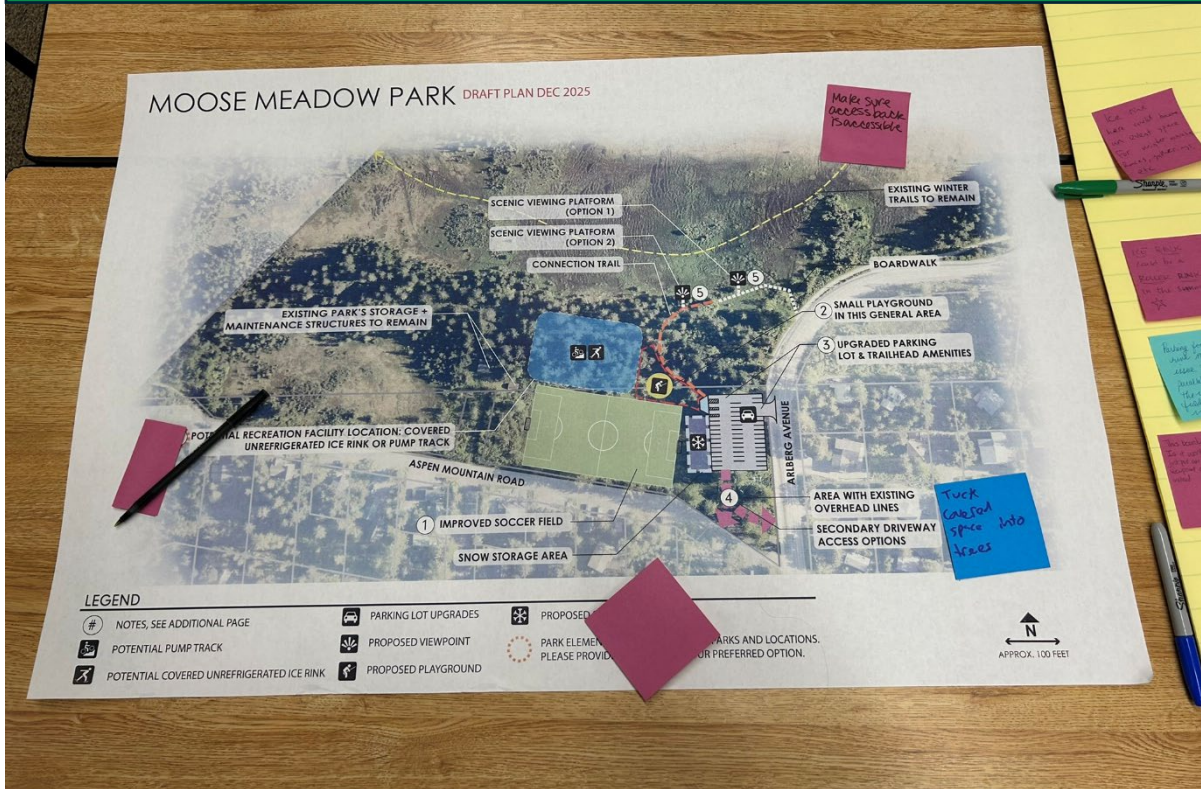 MOOSE MEADOW PARK DRAFT PLAN DEC 2025
Make sure
access back
is accessible
SCENIC VIEWING PLATFORM
(OPTION 1)
EXISTING WINTER
TRAILS TO REMAIN
SCENIC VIEWING PLATFORM
(OPTION 2)
CONNECTION TRAIL
BOARDWALK
5
5
EXISTING PARK'S STORAGE +
MAINTENANCE STRUCTURES TO REMAIN
2 SMALL PLAYGROUND
IN THIS GENERAL AREA
3 UPGRADED PARKING
LOT & TRAILHEAD AMENITIES
POTENTIAL RECREATION FACILITY LOCATION: COVERED
UNREFRIGERATED ICE RINK OR PUMP TRACK
ASPEN MOUNTAIN ROAD
ARLBERG AVENUE
1 IMPROVED SOCCER FIELD
SNOW STORAGE AREA
4
AREA WITH EXISTING
OVERHEAD LINES
SECONDARY DRIVEWAY
ACCESS OPTIONS
Tuck
covered
space into
trees
LEGEND
# NOTES, SEE ADDITIONAL PAGE
POTENTIAL PUMP TRACK
POTENTIAL COVERED UNREFRIGERATED ICE RINK
PARKING LOT UPGRADES
PROPOSED VIEWPOINT
PROPOSED PLAYGROUND
PROPOSED
PARK PARKS AND LOCATIONS.
PLEASE PREFERRED OPTION.
N
APPROX. 100 FEET
Sharpie
Sharpie